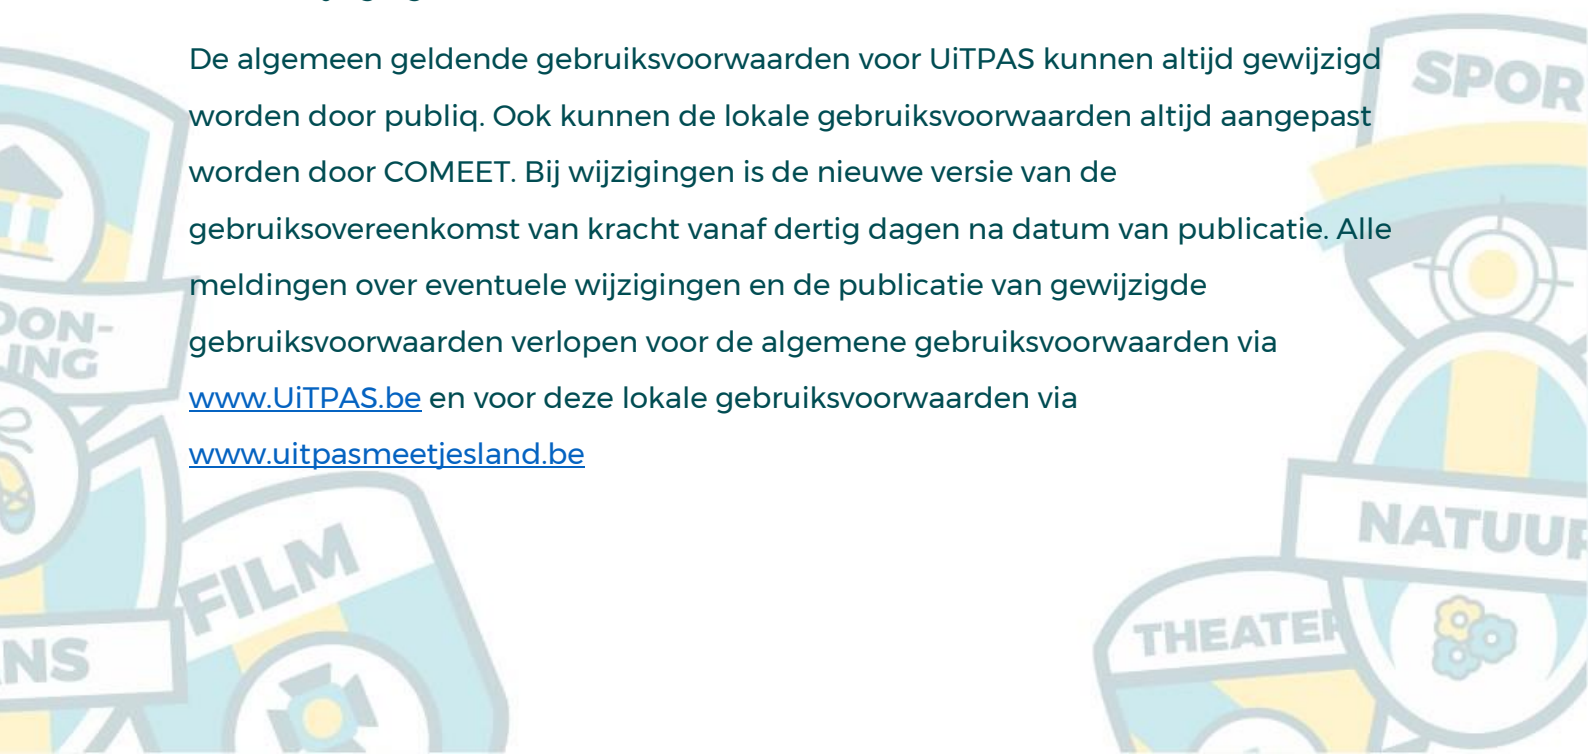 De algemeen geldende gebruiksvoorwaarden voor UiTPAS kunnen altijd gewijzigd
worden door publiq. Ook kunnen de lokale gebruiksvoorwaarden altijd aangepast
worden door COMEET. Bij wijzigingen is de nieuwe versie van de
gebruiksovereenkomst van kracht vanaf dertig dagen na datum van publicatie. Alle
meldingen over eventuele wijzigingen en de publicatie van gewijzigde
gebruiksvoorwaarden verlopen voor de algemene gebruiksvoorwaarden via
www.UiTPAS.be en voor deze lokale gebruiksvoorwaarden via
www.uitpasmeetjesland.be
SPOR
OON-
LING
NATUUR
FILM
THEATER
NS